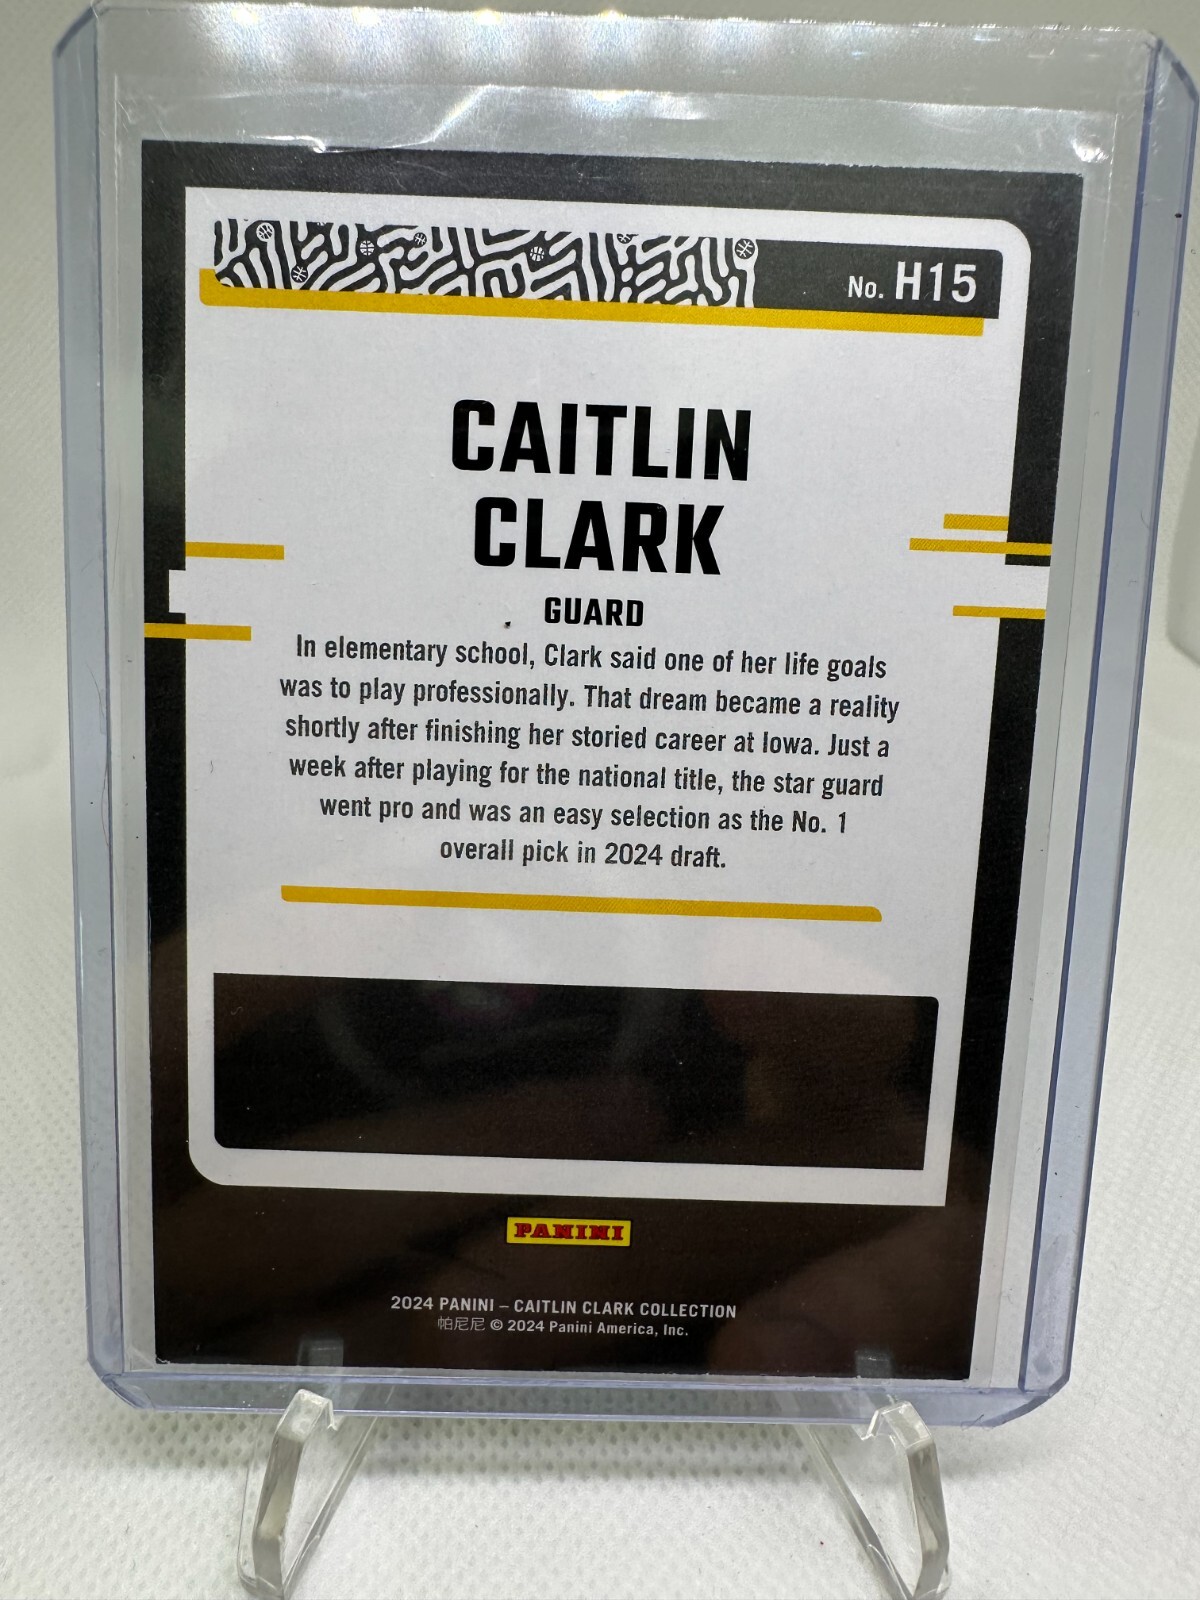 No. H15
CAITLIN
CLARK
GUARD
In elementary school, Clark said one of her life goals
was to play professionally. That dream became a reality
shortly after finishing her storied career at Iowa. Just a
week after playing for the national title, the star guard
went pro and was an easy selection as the No. 1
overall pick in 2024 draft.
PANINI
2024 PANINI – CAITLIN CLARK COLLECTION
帕尼尼 © 2024 Panini America, Inc.